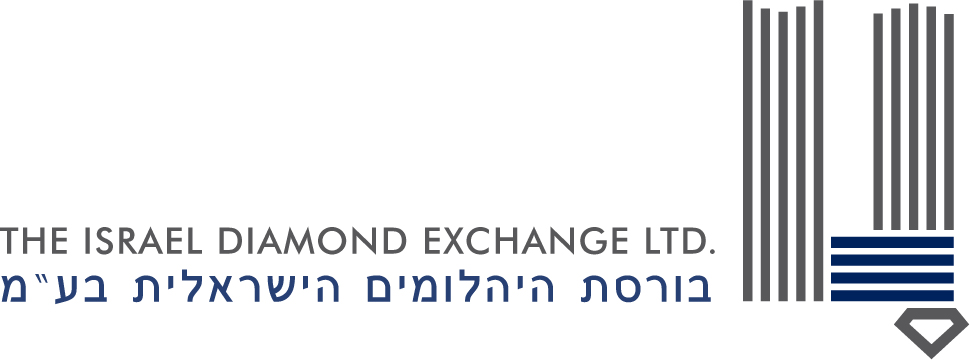 THE ISRAEL DIAMOND EXCHANGE LTD.
בורסת היהלומים הישראלית בע"מ